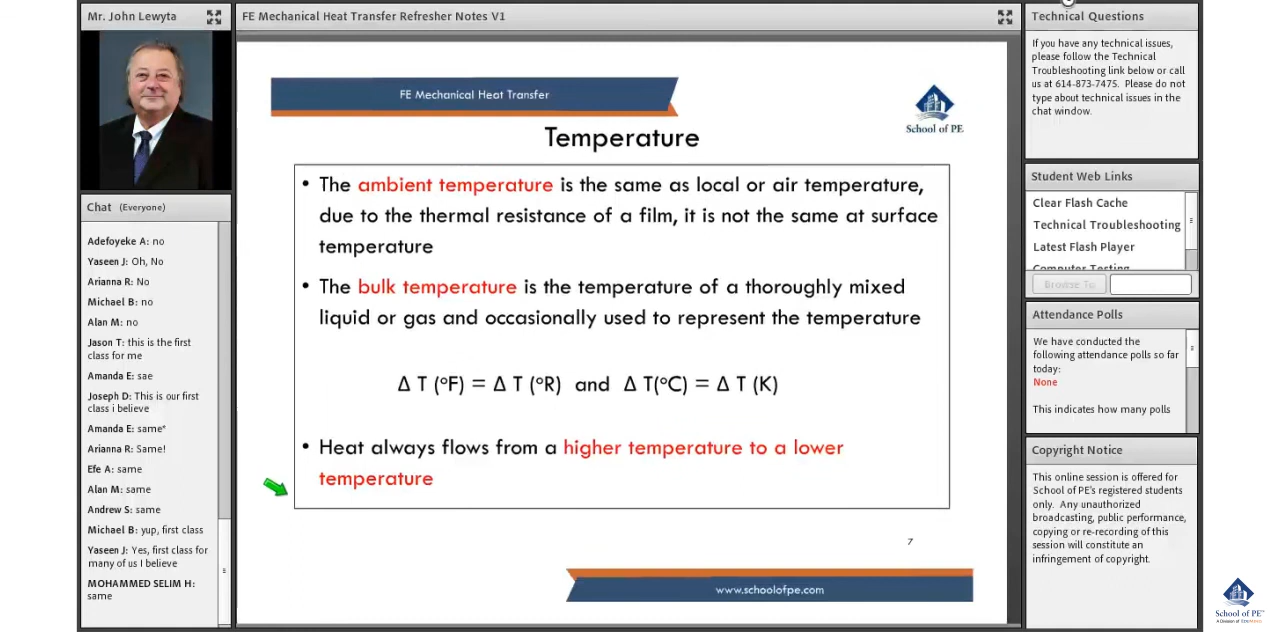 Mr. John Lewyta
FE Mechanical Heat Transfer Refresher Notes V1
Technical Questions
If you have any technical issues,
please follow the Technical
Troubleshooting link below or call
us at 614-873-7475.  Please do not
type about technical issues in the
chat window.
FE Mechanical Heat Transfer
School of PE
Temperature
• The ambient temperature is the same as local or air temperature,
due to the thermal resistance of a film, it is not the same at surface
temperature
• The bulk temperature is the temperature of a thoroughly mixed
liquid or gas and occasionally used to represent the temperature
Δ T (°F) = Δ T (°R)  and  Δ T(°C) = Δ T (K)
• Heat always flows from a higher temperature to a lower
temperature
7
www.schoolofpe.com
Chat (Everyone)
Adefoyeke A: no
Yaseen J: Oh, No
Arianna R: No
Michael B: no
Alan M: no
Jason T: this is the first
class for me
Amanda E: sae
Joseph D: This is our first
class i believe
Amanda E: same*
Arianna R: Same!
Efe A: same
Alan M: same
Andrew S: same
Michael B: yup, first class
Yaseen J: Yes, first class for
many of us I believe
MOHAMMED SELIM H:
same
Student Web Links
Clear Flash Cache
Technical Troubleshooting
Latest Flash Player
Computer Testing
Browse To
Attendance Polls
We have conducted the
following attendance polls so far
today:
None
This indicates how many polls
Copyright Notice
This online session is offered for
School of PE's registered students
only.  Any unauthorized
broadcasting, public performance,
copying or re-recording of this
session will constitute an
infringement of copyright.
School of PE